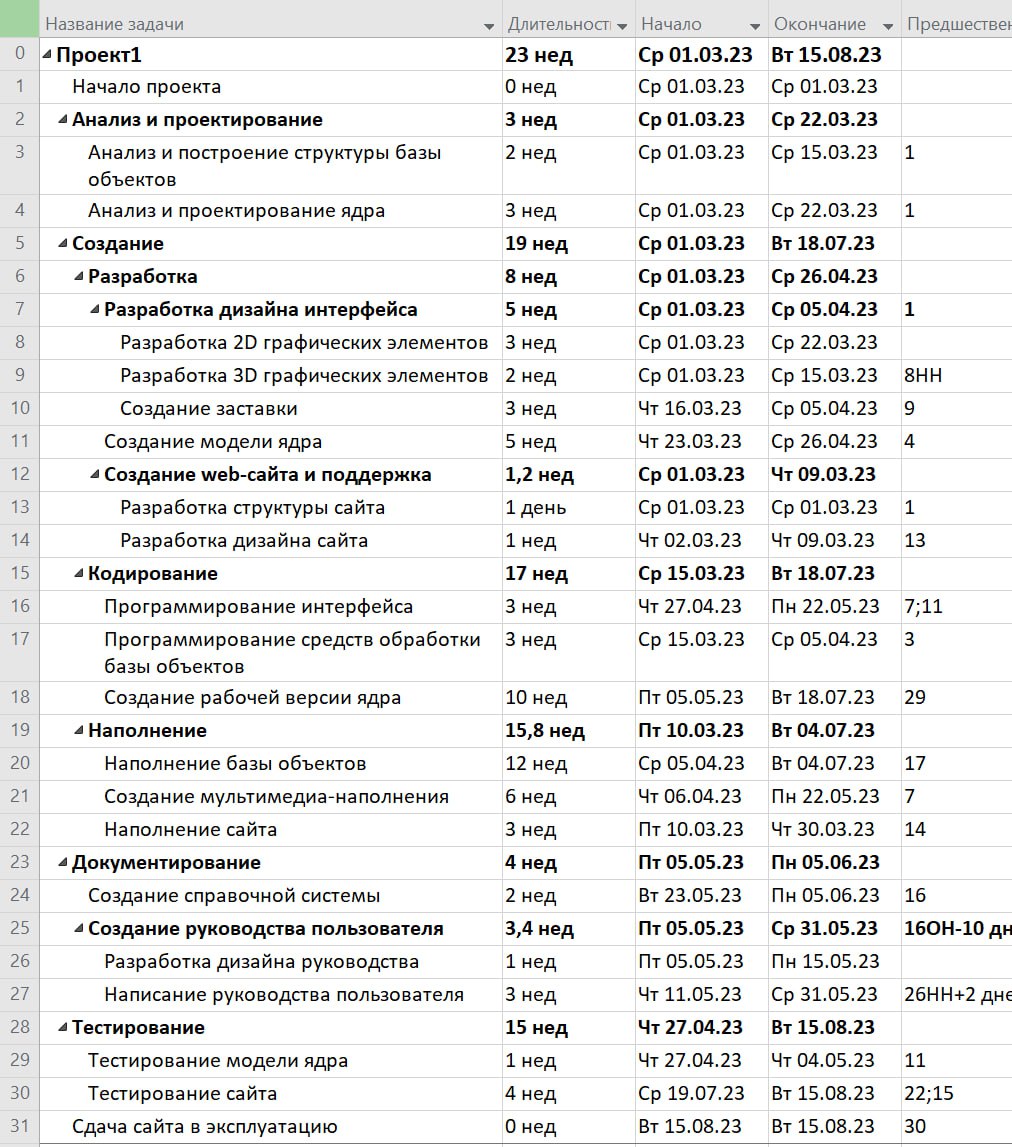 Название задачи Длительност Начало Окончание Предшествен
0 Проект1 23 нед Ср 01.03.23 Вт 15.08.23
1 Начало проекта 0 нед Ср 01.03.23 Ср 01.03.23
2 Анализ и проектирование 3 нед Ср 01.03.23 Ср 22.03.23
3 Анализ и построение структуры базы 2 нед Ср 01.03.23 Ср 15.03.23 1
объектов
4 Анализ и проектирование ядра 3 нед Ср 01.03.23 Ср 22.03.23 1
5 Создание 19 нед Ср 01.03.23 Вт 18.07.23
6 Разработка 8 нед Ср 01.03.23 Ср 26.04.23
7 Разработка дизайна интерфейса 5 нед Ср 01.03.23 Ср 05.04.23 1
8 Разработка 2D графических элементов 3 нед Ср 01.03.23 Ср 22.03.23
9 Разработка 3D графических элементов 2 нед Ср 01.03.23 Ср 15.03.23 8НН
10 Создание заставки 3 нед Чт 16.03.23 Ср 05.04.23 9
11 Создание модели ядра 5 нед Чт 23.03.23 Ср 26.04.23 4
12 Создание web-сайта и поддержка 1,2 нед Ср 01.03.23 Чт 09.03.23
13 Разработка структуры сайта 1 день Ср 01.03.23 Ср 01.03.23 1
14 Разработка дизайна сайта 1 нед Чт 02.03.23 Чт 09.03.23 13
15 Кодирование 17 нед Ср 15.03.23 Вт 18.07.23
16 Программирование интерфейса 3 нед Чт 27.04.23 Пн 22.05.23 7;11
17 Программирование средств обработки 3 нед Ср 15.03.23 Ср 05.04.23 3
базы объектов
18 Создание рабочей версии ядра 10 нед Пт 05.05.23 Вт 18.07.23 29
19 Наполнение 15,8 нед Пт 10.03.23 Вт 04.07.23
20 Наполнение базы объектов 12 нед Ср 05.04.23 Вт 04.07.23 17
21 Создание мультимедиа-наполнения 6 нед Чт 06.04.23 Пн 22.05.23 7
22 Наполнение сайта 3 нед Пт 10.03.23 Чт 30.03.23 14
23 Документирование 4 нед Пт 05.05.23 Пн 05.06.23
24 Создание справочной системы 2 нед Вт 23.05.23 Пн 05.06.23 16
25 Создание руководства пользователя 3,4 нед Пт 05.05.23 Ср 31.05.23 16ОН-10 дн
26 Разработка дизайна руководства 1 нед Пт 05.05.23 Пн 15.05.23
27 Написание руководства пользователя 3 нед Чт 11.05.23 Ср 31.05.23 26НН+2 дне
28 Тестирование 15 нед Чт 27.04.23 Вт 15.08.23
29 Тестирование модели ядра 1 нед Чт 27.04.23 Чт 04.05.23 11
30 Тестирование сайта 4 нед Ср 19.07.23 Вт 15.08.23 22;15
31 Сдача сайта в эксплуатацию 0 нед Вт 15.08.23 Вт 15.08.23 30